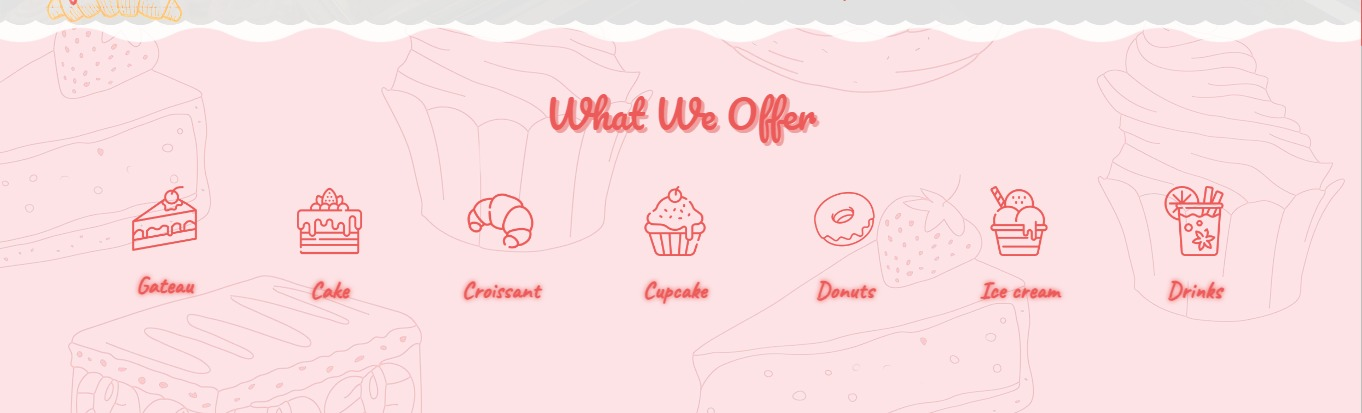 What We Offer
Gateau
Cake
Croissant
Cupcake
Donuts
Ice cream
Drinks